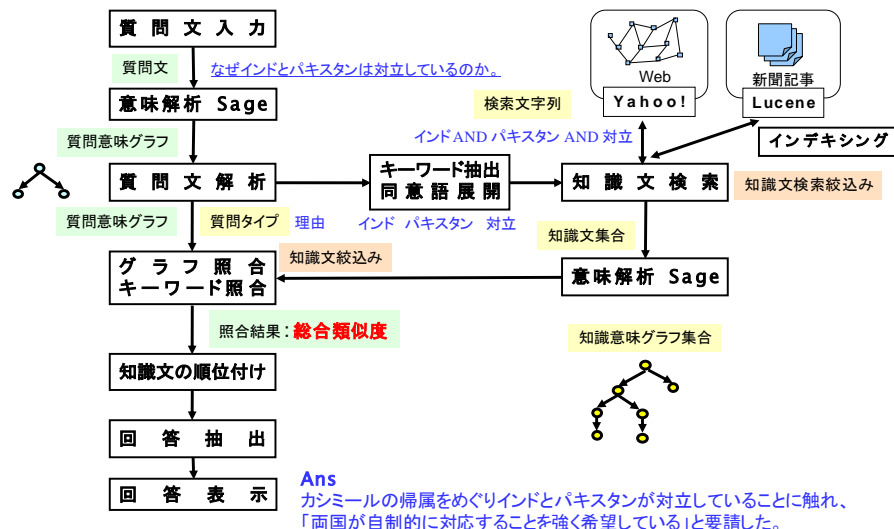 質問文入力
質問文
なぜインドとパキスタンは対立しているのか。
意味解析 Sage
質問意味グラフ
質問文解析
質問意味グラフ
質問タイプ
理由
キーワード抽出
同意語展開
インド パキスタン 対立
検索文字列
インド AND パキスタン AND 対立
Web
Yahoo!
新聞記事
Lucene
インデキシング
知識文検索
知識文検索絞込み
知識文集合
意味解析 Sage
知識文絞込み
グラフ照合
キーワード照合
照合結果：総合類似度
知識意味グラフ集合
知識文の順位付け
回答抽出
回答表示
Ans
カシミールの帰属をめぐりインドとパキスタンが対立していることに触れ、
「両国が自制的に対応することを強く希望している」と要請した。